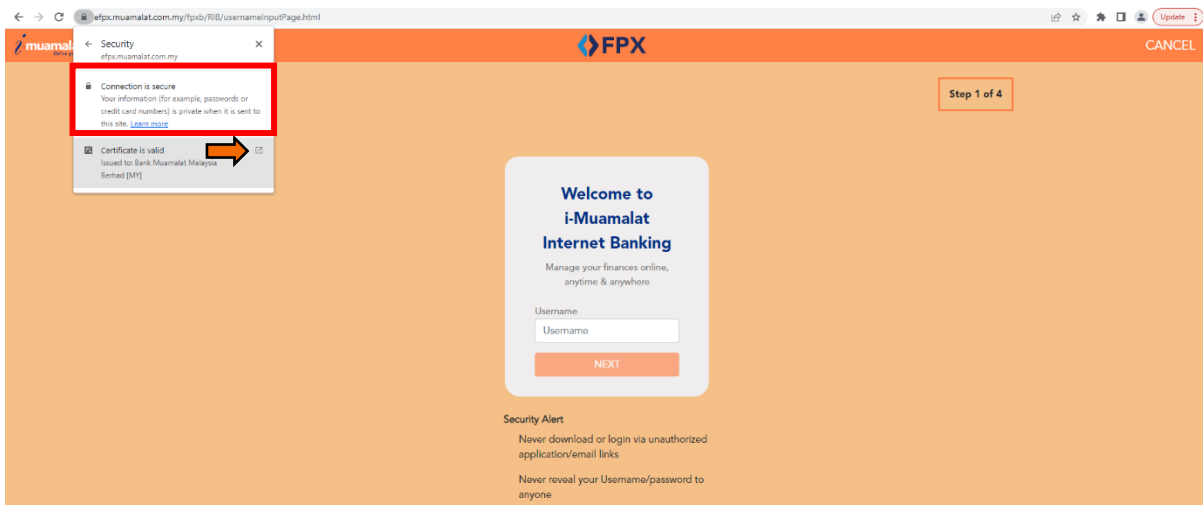 efpx.muamalat.com.my/fpxb/RIB/usernameInputPage.html
Update
i muamal
FPX
CANCEL
Security
efpx.muamalat.com.my
Connection is secure
Your information (for example, passwords or
credit card numbers) is private when it is sent to
this site. Learn more
Certificate is valid
Issued to: Bank Muamalat Malaysia
Berhad [MY]
Step 1 of 4
Welcome to
i-Muamalat
Internet Banking
Manage your finances online,
anytime & anywhere
Username
Username
NEXT
Security Alert
Never download or login via unauthorized
application/email links
Never reveal your Username/password to
anyone